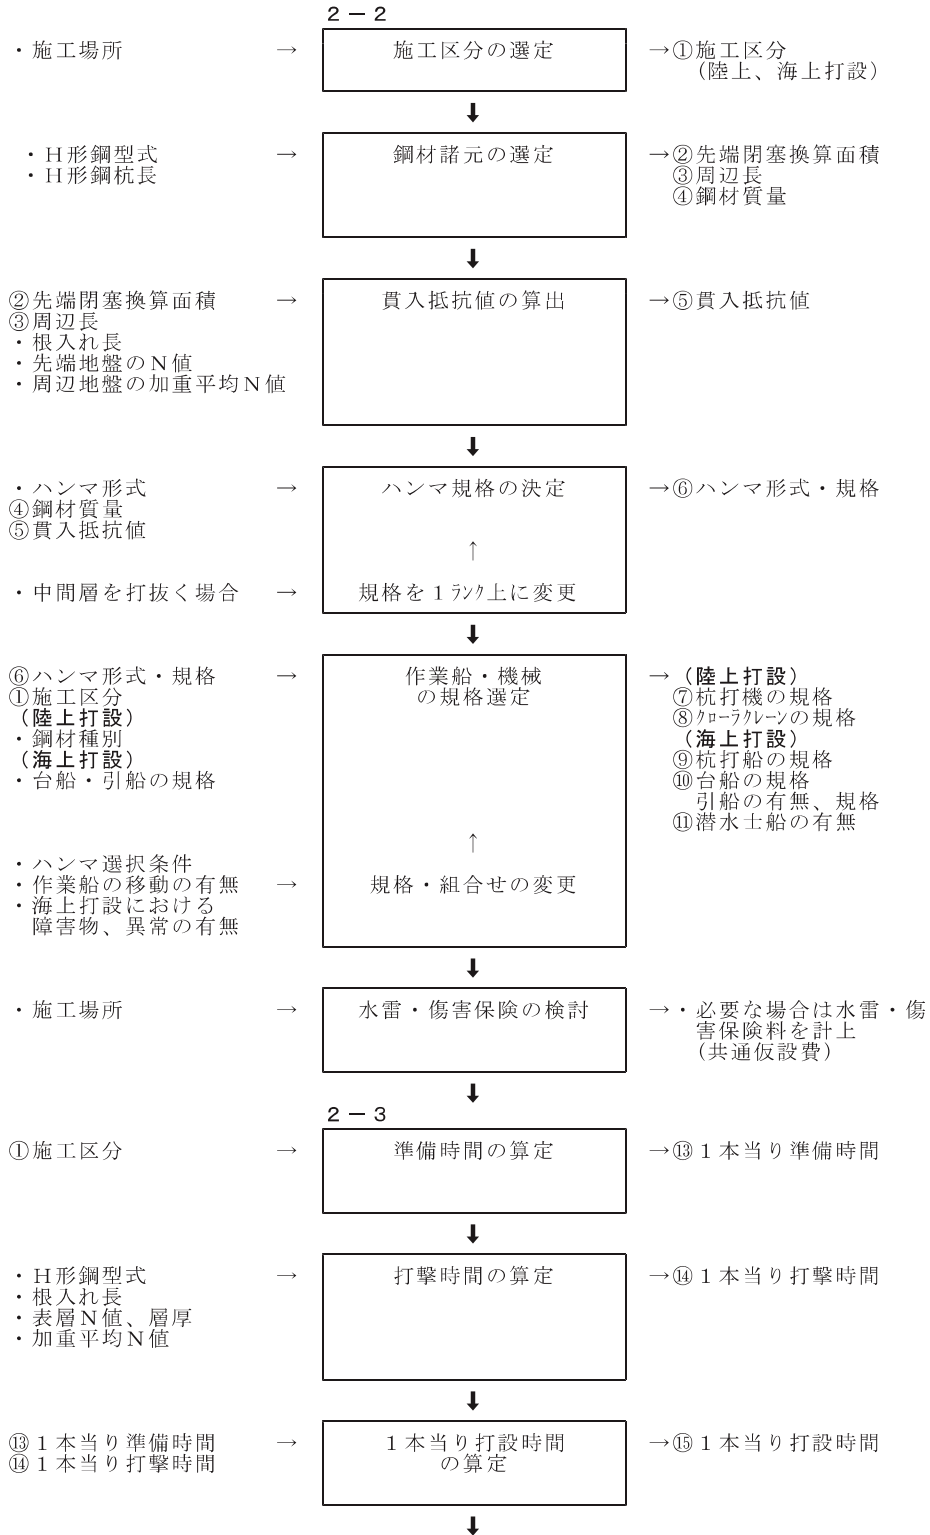 ２－２
・施工場所 → 施工区分の選定 →①施工区分
(陸上、海上打設)
⬇
・Ｈ形鋼型式 → 鋼材諸元の選定 →②先端閉塞換算面積
・Ｈ形鋼杭長 ③周辺長
④鋼材質量
⬇
②先端閉塞換算面積 → 貫入抵抗値の算出 →⑤貫入抵抗値
③周辺長
・根入れ長
・先端地盤のＮ値
・周辺地盤の加重平均Ｎ値
⬇
・ハンマ形式 → ハンマ規格の決定 →⑥ハンマ形式・規格
④鋼材質量
⑤貫入抵抗値
↑
・中間層を打抜く場合 → 規格を１ﾗﾝｸ上に変更
⬇
⑥ハンマ形式・規格 → 作業船・機械 → (陸上打設)
①施工区分 の規格選定 ⑦杭打機の規格
(陸上打設) ⑧ｸﾛｰﾗｸﾚｰﾝの規格
・鋼材種別 (海上打設)
(海上打設) ⑨杭打船の規格
・台船・引船の規格 ⑩台船の規格
引船の有無、規格
⑪潜水士船の有無
↑
・ハンマ選択条件
・作業船の移動の有無 → 規格・組合せの変更
・海上打設における
障害物、異常の有無
⬇
・施工場所 → 水雷・傷害保険の検討 →・必要な場合は水雷・傷
害保険料を計上
(共通仮設費)
⬇
２－３
①施工区分 → 準備時間の算定 →⑬１本当り準備時間
⬇
・Ｈ形鋼型式 → 打撃時間の算定 →⑭１本当り打撃時間
・根入れ長
・表層Ｎ値、層厚
・加重平均Ｎ値
⬇
⑬１本当り準備時間 → １本当り打設時間 →⑮１本当り打設時間
⑭１本当り打撃時間 の算定
⬇